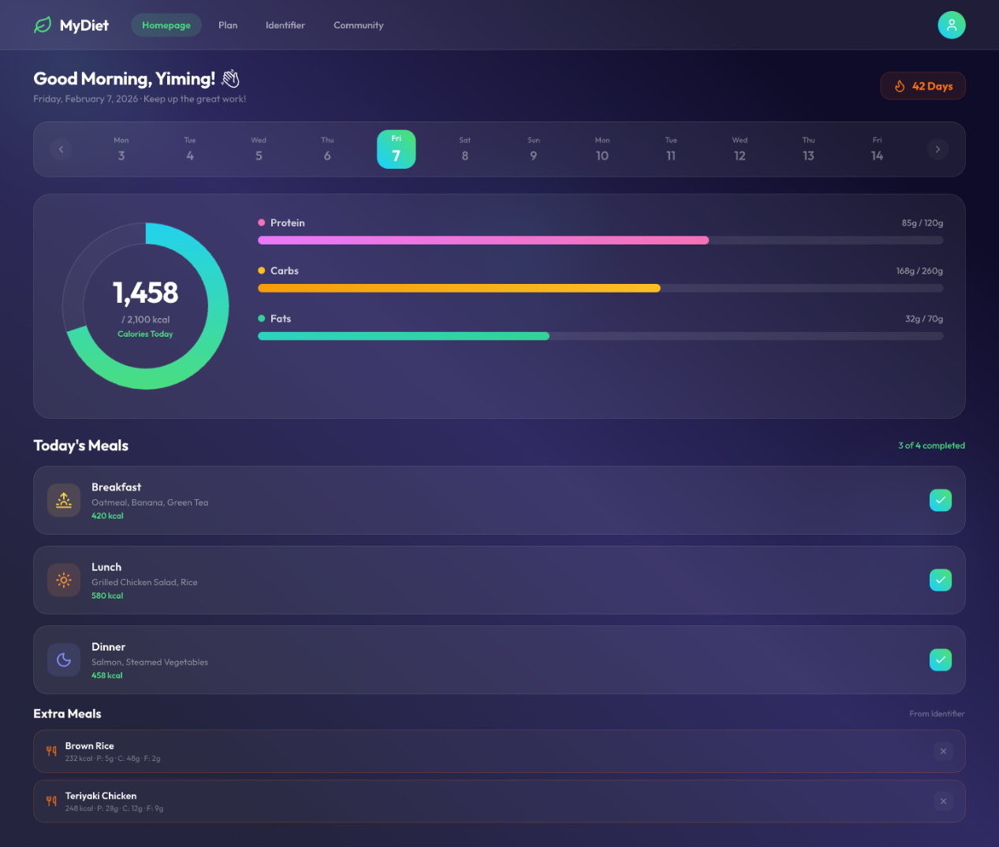 MyDiet
Homepage
Plan
Identifier
Community
Good Morning, Yiming! 👋
Friday, February 7, 2026 · Keep up the great work!
42 Days
Mon
3
Tue
4
Wed
5
Thu
6
Fri
7
Sat
8
Sun
9
Mon
10
Tue
11
Wed
12
Thu
13
Fri
14
1,458
/ 2,100 kcal
Calories Today
Protein
85g / 120g
Carbs
168g / 260g
Fats
32g / 70g
Today's Meals
3 of 4 completed
Breakfast
Oatmeal, Banana, Green Tea
420 kcal
Lunch
Grilled Chicken Salad, Rice
580 kcal
Dinner
Salmon, Steamed Vegetables
458 kcal
Extra Meals
From Identifier
Brown Rice
232 kcal · P: 5g · C: 48g · F: 2g
Teriyaki Chicken
248 kcal · P: 28g · C: 12g · F: 9g